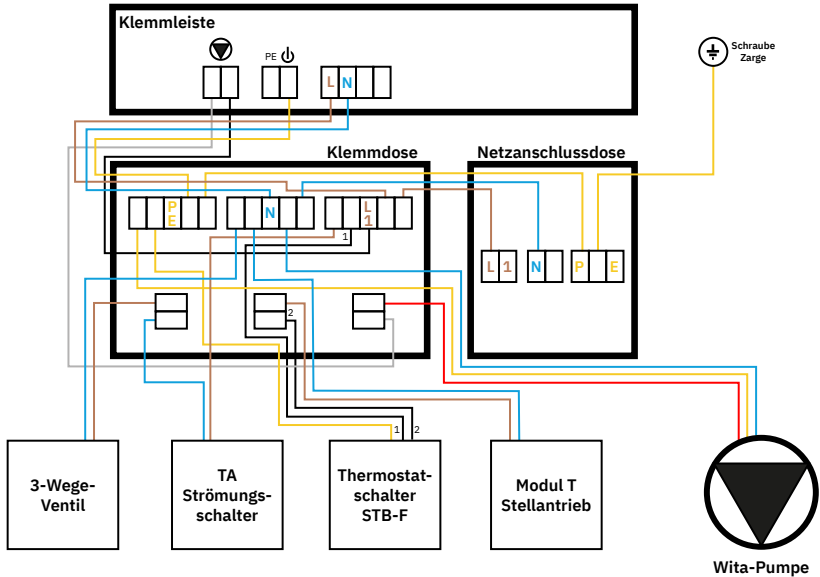 Klemmleiste
PE
L N
Schraube
Zarge
Klemmdose
Netzanschlussdose
P
E
N
L
1
1
L 1
N
P E
2
1
2
3-Wege-
Ventil
TA
Strömungs-
schalter
Thermostat-
schalter
STB-F
Modul T
Stellantrieb
Wita-Pumpe